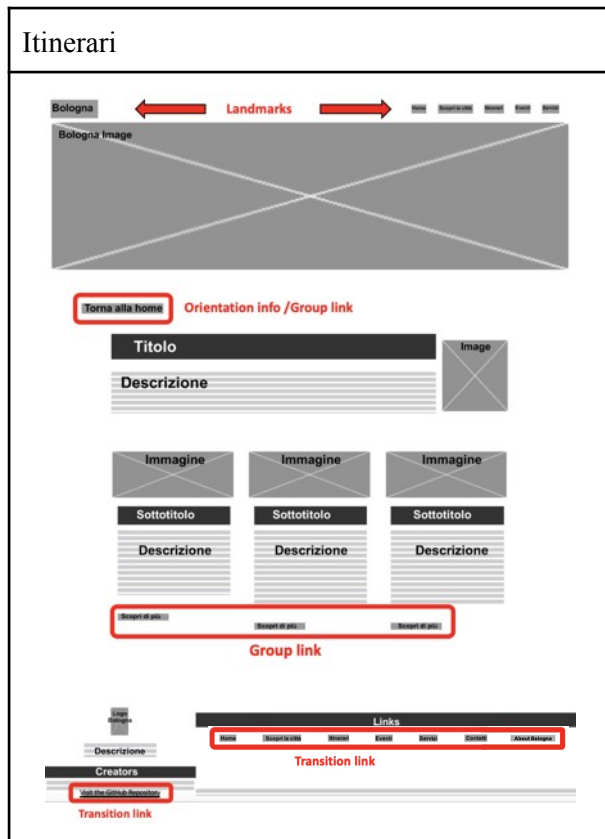 Itinerari
Bologna Landmarks Home Scopri la città Itinerari Eventi Servizi
Bologna Image
Torna alla home Orientation info /Group link
Titolo
Image
Descrizione
Immagine Immagine Immagine
Sottotitolo Sottotitolo Sottotitolo
Descrizione Descrizione Descrizione
Scopri di più
Scopri di più Scopri di più
Group link
Logo
Bologna
Links
Home Scopri la città Itinerari Eventi Servizi Contatti About Bologna
Descrizione
Transition link
Creators
Visit the GitHub Repository
Transition link